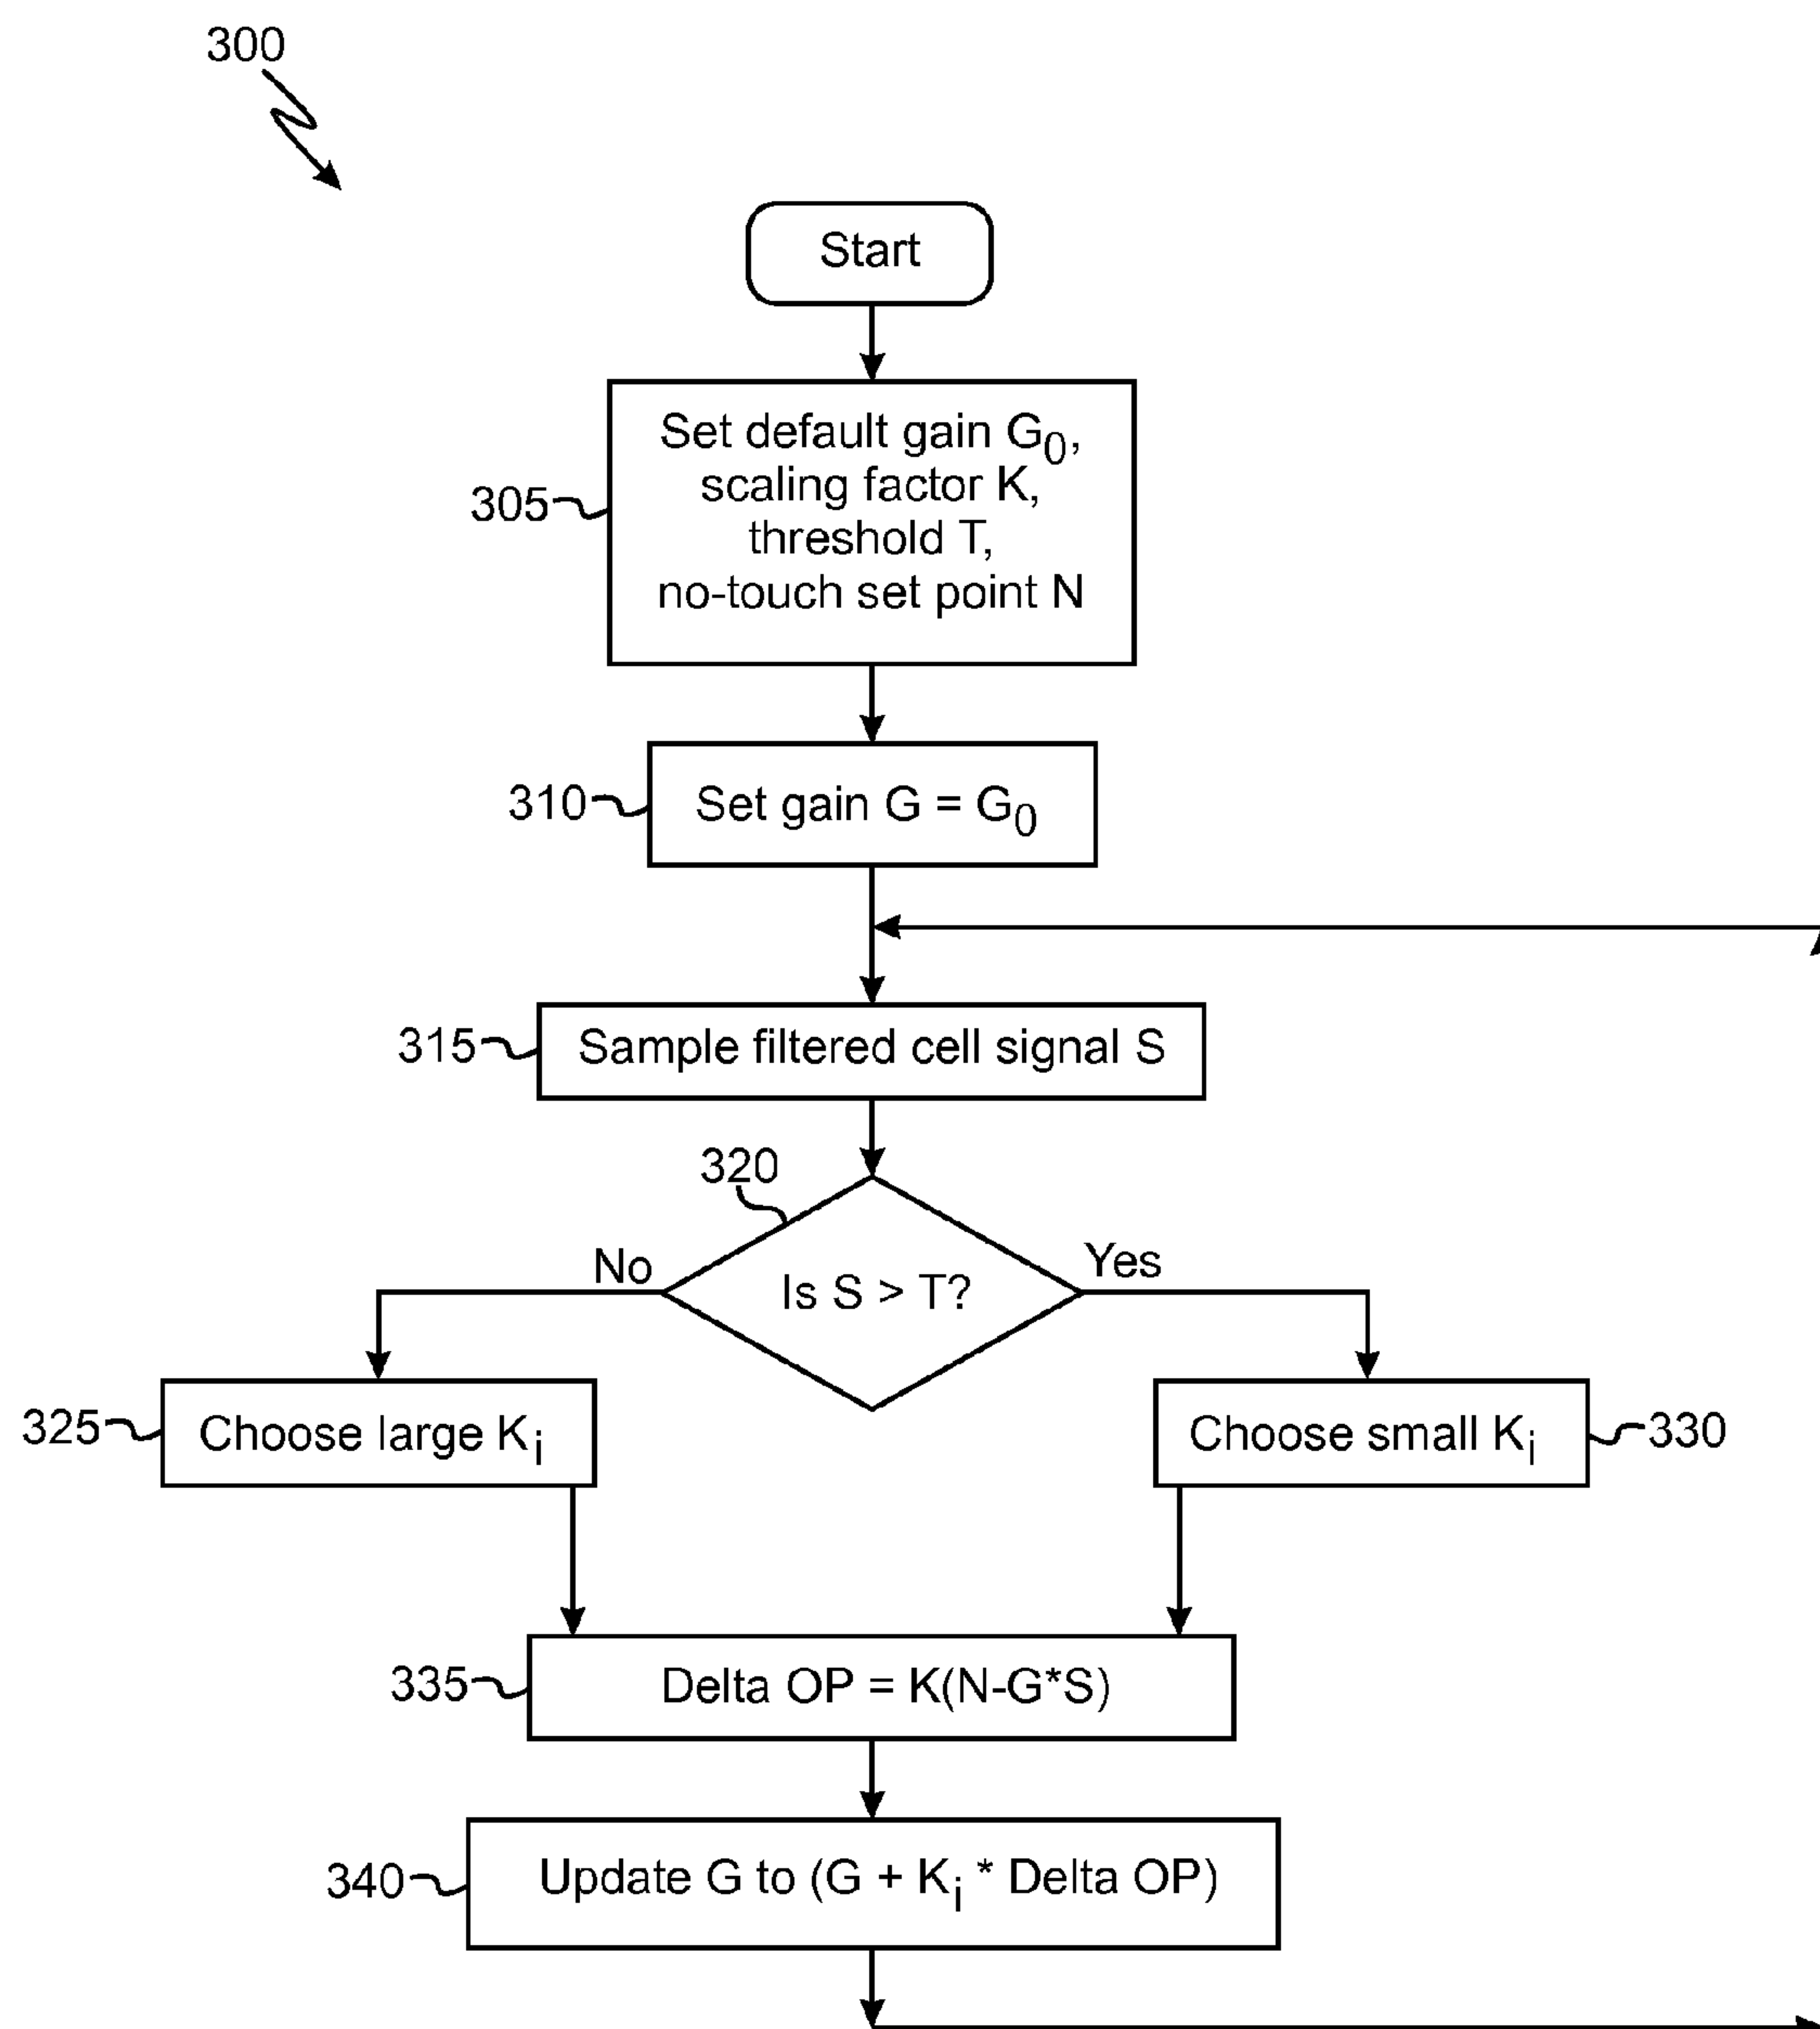 300
Start
305
Set default gain G₀,
scaling factor K,
threshold T,
no-touch set point N
310
Set gain G = G₀
315
Sample filtered cell signal S
320
No
Is S > T?
Yes
325
Choose large Kᵢ
Choose small Kᵢ
330
335
Delta OP = K(N-G*S)
340
Update G to (G + Kᵢ * Delta OP)